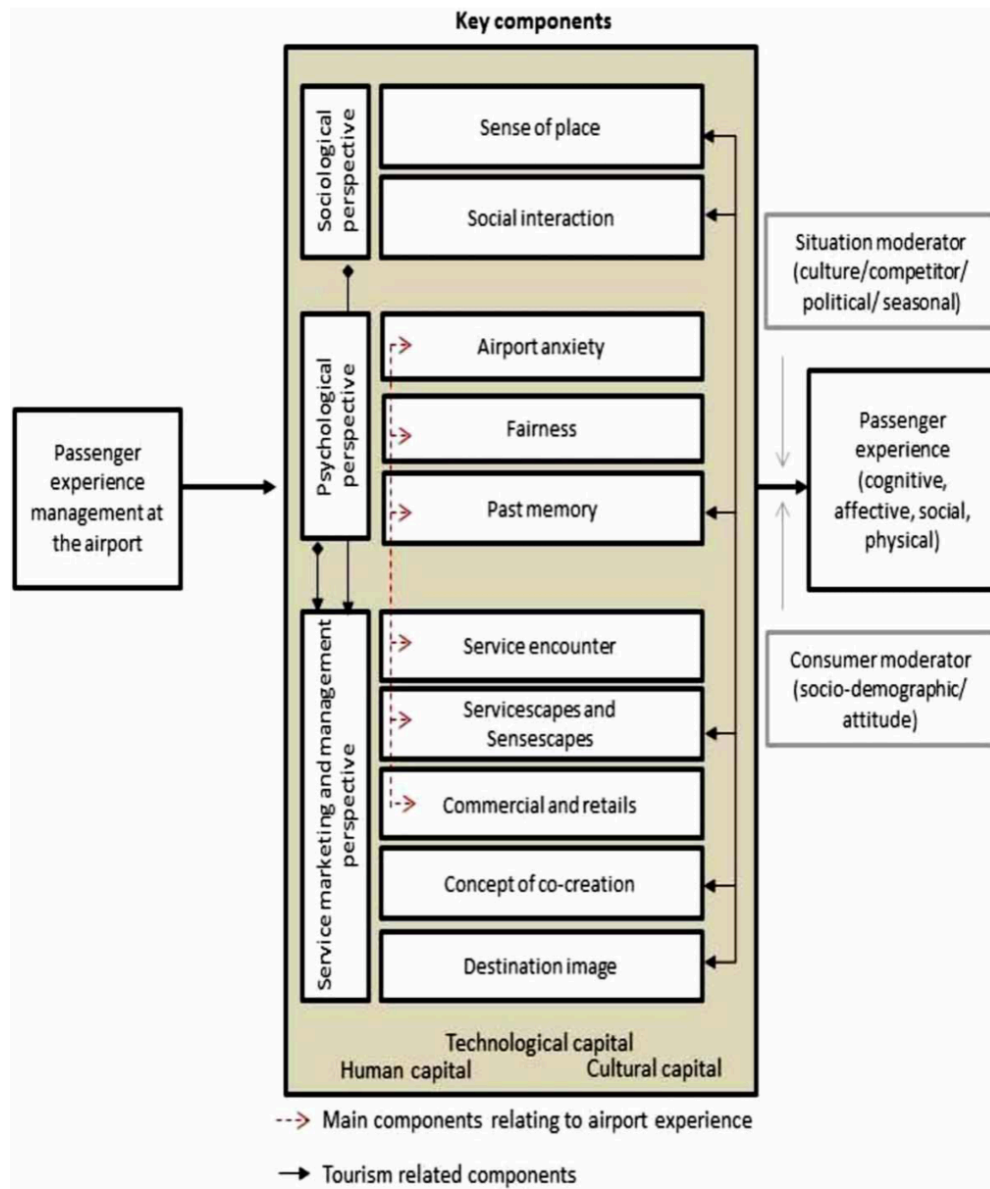 Key components
Sociological
perspective
Sense of place
Social interaction
Psychological
perspective
Airport anxiety
Fairness
Past memory
Service marketing and management
perspective
Service encounter
Servicescapes and
Sensescapes
Commercial and retails
Concept of co-creation
Destination image
Technological capital
Human capital
Cultural capital
Passenger
experience
management at
the airport
Situation moderator
(culture/competitor/
political/ seasonal)
Passenger
experience
(cognitive,
affective, social,
physical)
Consumer moderator
(socio-demographic/
attitude)
Main components relating to airport experience
Tourism related components